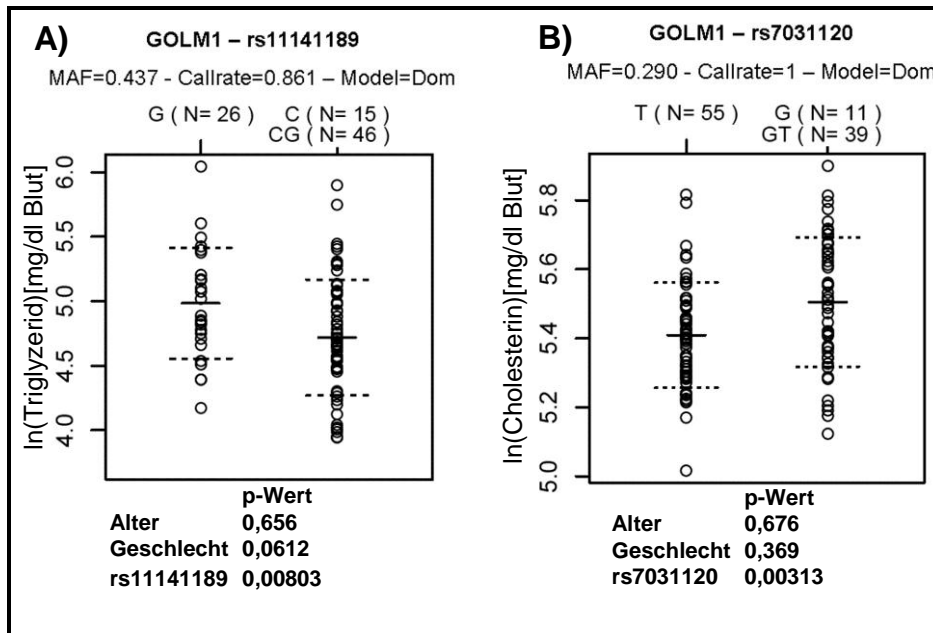 A)
GOLM1 – rs11141189
MAF=0.437 - Callrate=0.861 – Model=Dom
G ( N= 26 ) C ( N= 15 )
CG ( N= 46 )
ln(Triglyzerid)[mg/dl Blut]
6.0
5.5
5.0
4.5
4.0
p-Wert
Alter 0,656
Geschlecht 0,0612
rs11141189 0,00803
B)
GOLM1 – rs7031120
MAF=0.290 - Callrate=1 – Model=Dom
T ( N= 55 ) G ( N= 11 )
GT ( N= 39 )
ln(Cholesterin)[mg/dl Blut]
5.8
5.6
5.4
5.2
5.0
p-Wert
Alter 0,676
Geschlecht 0,369
rs7031120 0,00313